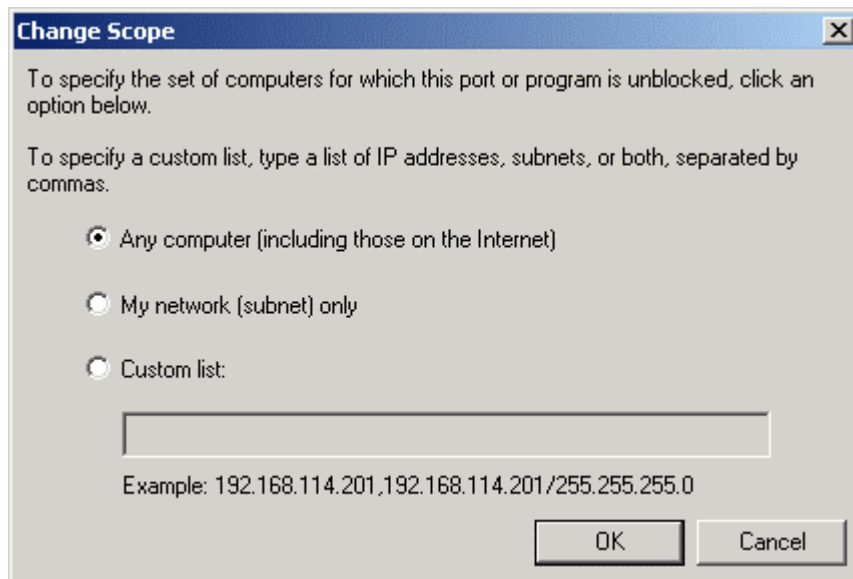 Change Scope
To specify the set of computers for which this port or program is unblocked, click an
option below.
To specify a custom list, type a list of IP addresses, subnets, or both, separated by
commas.
Any computer (including those on the Internet)
My network (subnet) only
Custom list:
Example: 192.168.114.201,192.168.114.201/255.255.255.0
OK Cancel